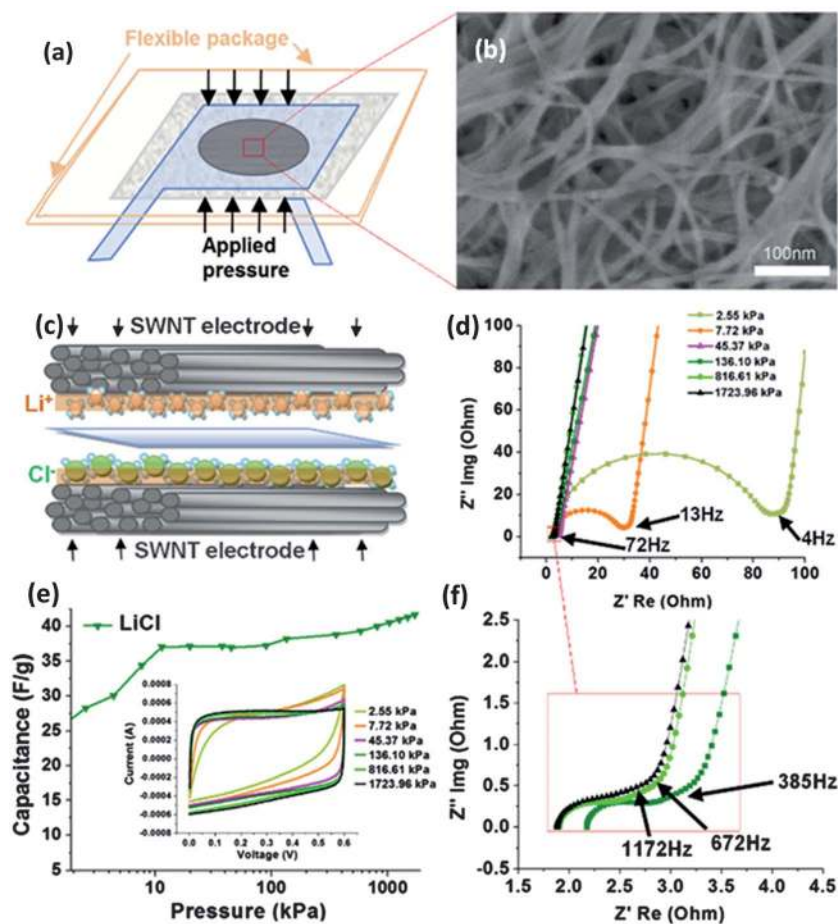 (a)
Flexible package
Applied
pressure
(b)
100nm
(c)
SWNT electrode
Li+
Cl-
SWNT electrode
(d)
Z'' Img (Ohm)
100
80
60
40
20
0
2.55 kPa
7.72 kPa
45.37 kPa
136.10 kPa
816.61 kPa
1723.96 kPa
13Hz
72Hz
4Hz
0 20 40 60 80 100
Z' Re (Ohm)
(e)
Capacitance (F/g)
45
40
35
30
25
20
15
10
5
LiCl
Current (A)
0.0008
0.0006
0.0004
0.0002
0.0000
-0.0002
-0.0004
-0.0006
-0.0008
2.55 kPa
7.72 kPa
45.37 kPa
136.10 kPa
816.61 kPa
1723.96 kPa
0.0 0.1 0.2 0.3 0.4 0.5 0.6
Voltage (V)
10 100 1000
Pressure (kPa)
(f)
Z'' Img (Ohm)
2.5
2.0
1.5
1.0
0.5
0.0
-0.5
385Hz
672Hz
1172Hz
1.5 2.0 2.5 3.0 3.5 4.0 4.5
Z' Re (Ohm)